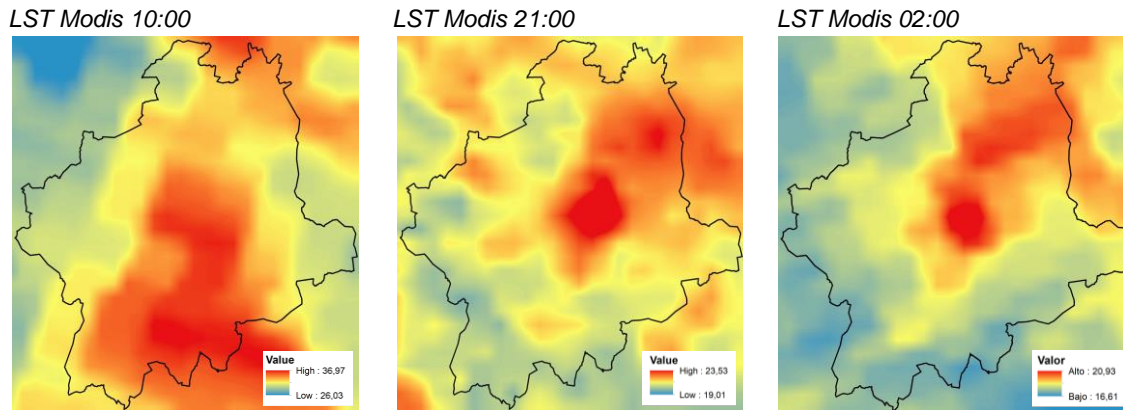 LST Modis 10:00
LST Modis 21:00
LST Modis 02:00
Value
High : 36,97
Low : 26,03
Value
High : 23,53
Low : 19,01
Valor
Alto : 20,93
Bajo : 16,61